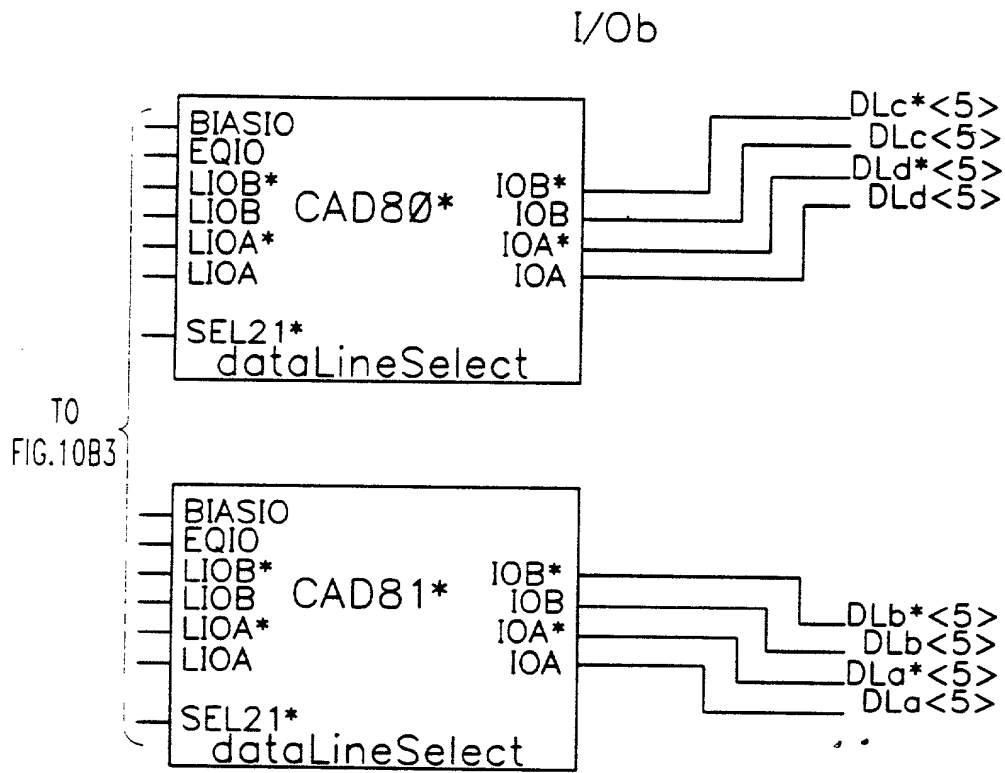 I/Ob
BIASIO
EQIO
LIOB*
LIOB
LIOA*
LIOA
SEL21*
CAD80*
dataLineSelect
IOB*
IOB
IOA*
IOA
DLc*<5>
DLc<5>
DLd*<5>
DLd<5>
TO
FIG.10B3
BIASIO
EQIO
LIOB*
LIOB
LIOA*
LIOA
SEL21*
CAD81*
dataLineSelect
IOB*
IOB
IOA*
IOA
DLb*<5>
DLb<5>
DLa*<5>
DLa<5>